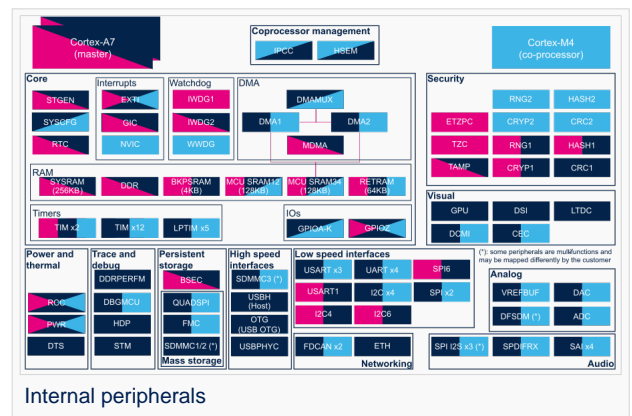 Cortex-A7
(master)
Coprocessor management
IPCC
HSEM
Cortex-M4
(co-processor)
Core
STGEN
SYSCFG
RTC
Interrupts
EXTI
GIC
NVIC
Watchdog
IWDG1
IWDG2
WWDG
DMA
DMAMUX
DMA1
DMA2
MDMA
Security
RNG2
HASH2
ETZPC
CRYP2
CRC2
TZC
RNG1
HASH1
TAMP
CRYP1
CRC1
RAM
SYSRAM
(256KB)
DDR
BKPSRAM
(4KB)
MCU SRAM12
(128KB)
MCU SRAM34
(128KB)
RETRAM
(64KB)
Timers
TIM x2
TIM x12
LPTIM x5
IOs
GPIOA-K
GPIOZ
Visual
GPU
DSI
LTDC
DCMI
CEC
(*): some peripherals are multifunctions and
may be mapped differently by the customer
Power and
thermal
RCC
PWR
DTS
Trace and
debug
DDRPERFM
DBGMCU
HDP
STM
Persistent
storage
BSEC
QUADSPI
FMC
SDMMC1/2 (*)
Mass storage
High speed
interfaces
SDMMC3 (*)
USBH
(Host)
OTG
(USB OTG)
USBPHYC
Low speed interfaces
USART x3
UART x4
SPI6
USART1
I2C x4
SPI x2
I2C4
I2C6
FDCAN x2
ETH
Networking
Analog
VREFBUF
DAC
DFSDM (*)
ADC
SPI I2S x3 (*)
SPDIFRX
SAI x4
Audio
Internal peripherals